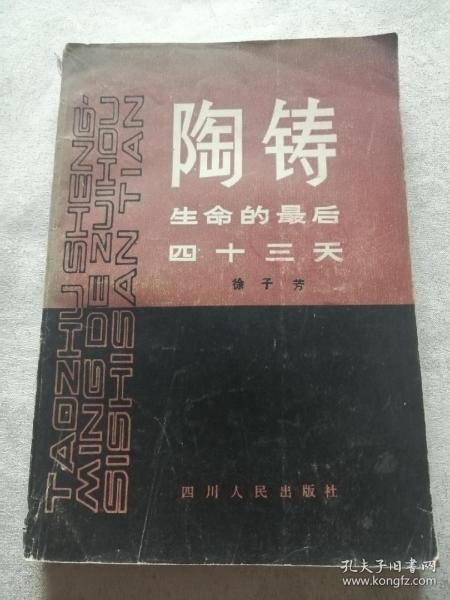 陶铸
生命的最后
四十三天
徐子芳
TAOZHU SHENG-
MING DE ZUIHOU
SISHISAN TIAN
四川人民出版社
孔夫子旧书网
www.kongfz.com